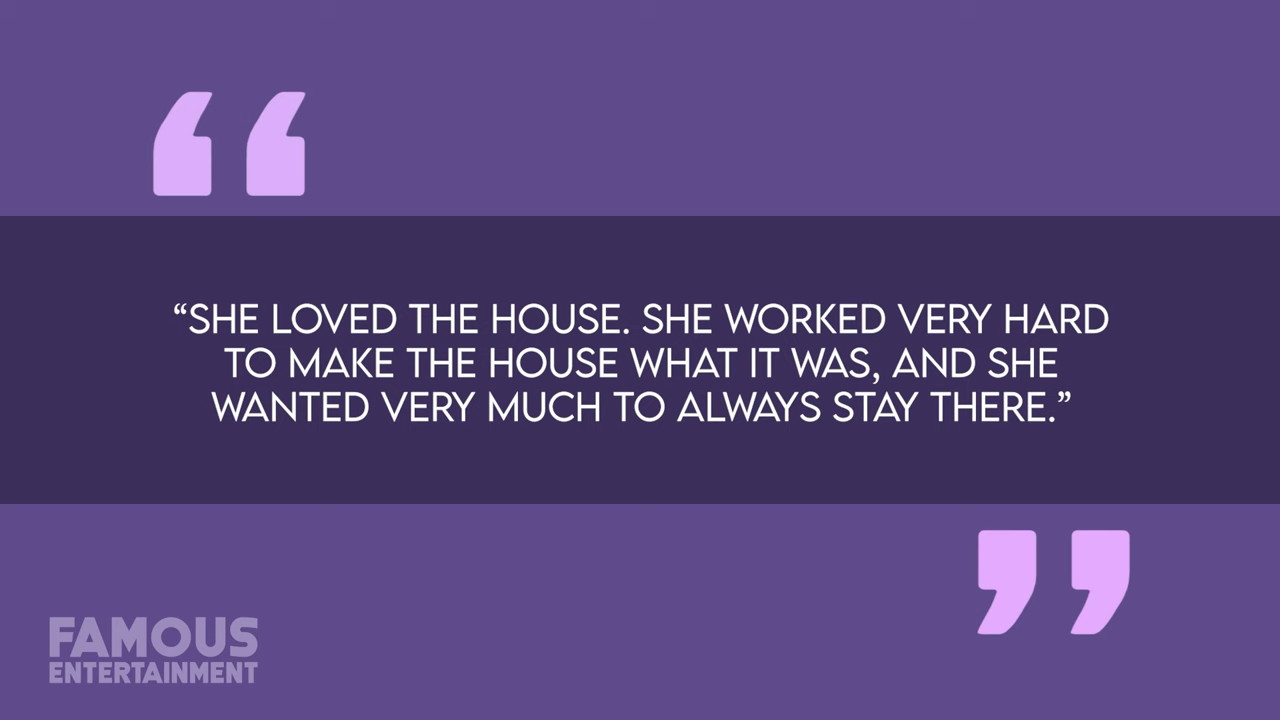 “SHE LOVED THE HOUSE. SHE WORKED VERY HARD
TO MAKE THE HOUSE WHAT IT WAS, AND SHE
WANTED VERY MUCH TO ALWAYS STAY THERE.”
FAMOUS
ENTERTAINMENT